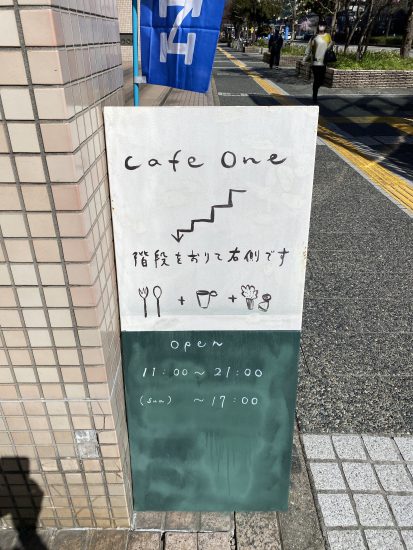 cafe One
階段をおりて右側です
+ +
open
11:00～21:00
(sun) ～17:00